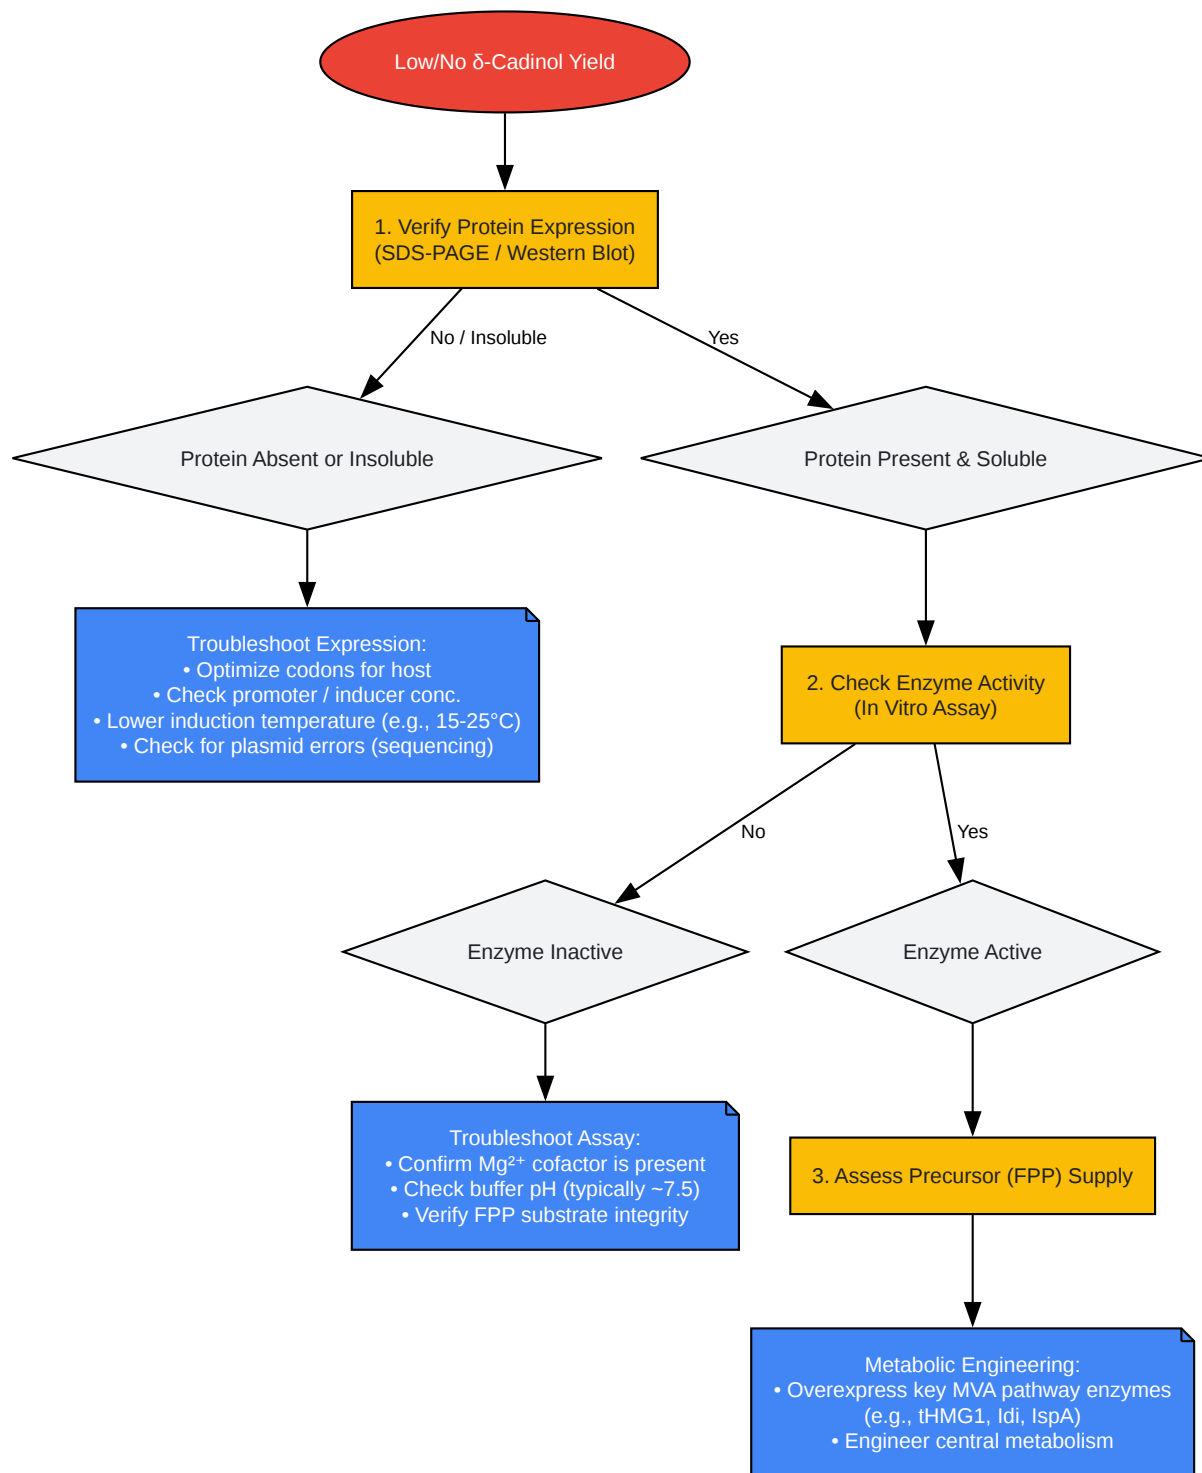 Low/No δ-Cadinol Yield
1. Verify Protein Expression
(SDS-PAGE / Western Blot)
No / Insoluble
Yes
Protein Absent or Insoluble
Protein Present & Soluble
Troubleshoot Expression:
• Optimize codons for host
• Check promoter / inducer conc.
• Lower induction temperature (e.g., 15-25°C)
• Check for plasmid errors (sequencing)
2. Check Enzyme Activity
(In Vitro Assay)
No
Yes
Enzyme Inactive
Enzyme Active
Troubleshoot Assay:
• Confirm Mg²⁺ cofactor is present
• Check buffer pH (typically ~7.5)
• Verify FPP substrate integrity
3. Assess Precursor (FPP) Supply
Metabolic Engineering:
• Overexpress key MVA pathway enzymes
(e.g., tHMG1, Idi, IspA)
• Engineer central metabolism